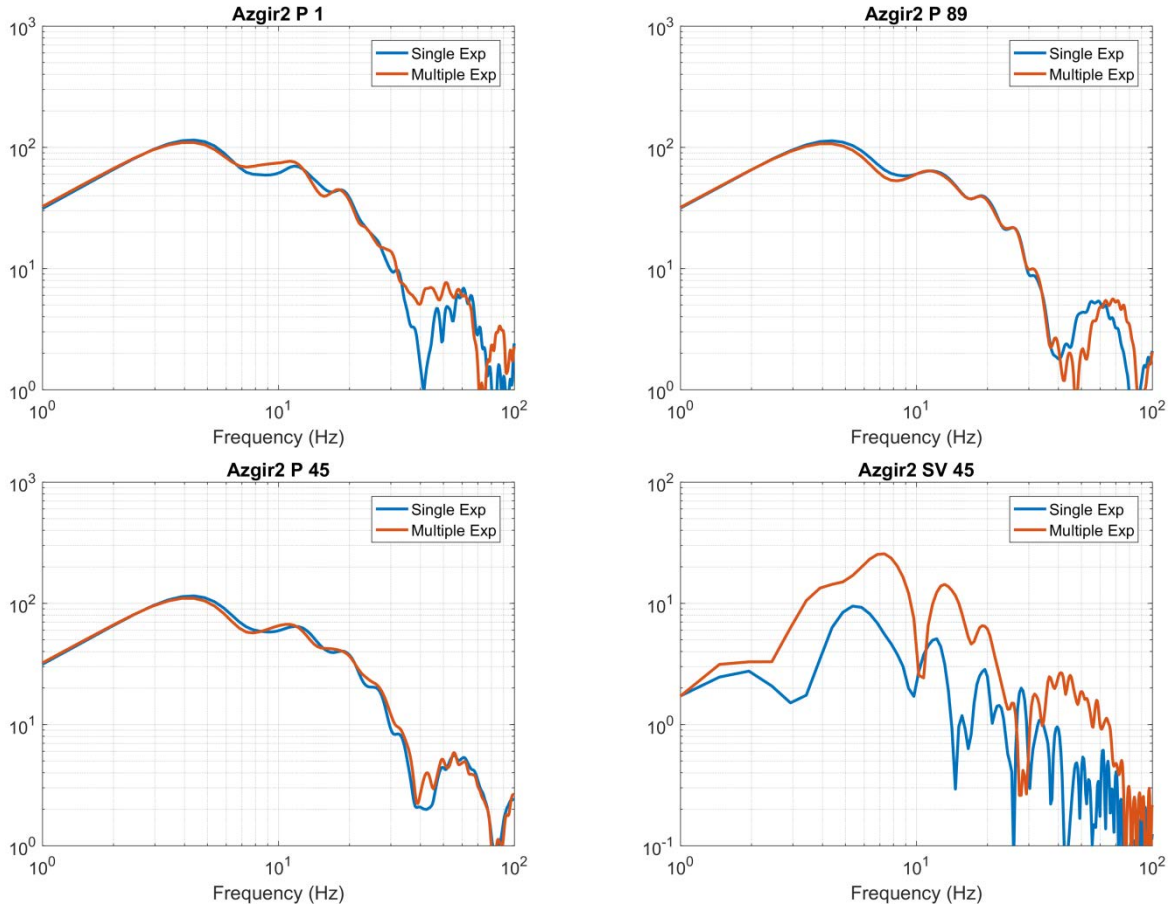 Azgir2 P 1
10^3
10^2
10^1
10^0
Single Exp
Multiple Exp
10^0 10^1 10^2
Frequency (Hz)
Azgir2 P 89
10^3
10^2
10^1
10^0
Single Exp
Multiple Exp
10^0 10^1 10^2
Frequency (Hz)
Azgir2 P 45
10^3
10^2
10^1
10^0
Single Exp
Multiple Exp
10^0 10^1 10^2
Frequency (Hz)
Azgir2 SV 45
10^2
10^1
10^0
10^-1
Single Exp
Multiple Exp
10^0 10^1 10^2
Frequency (Hz)